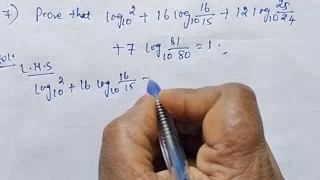 7) Prove that log₁₀ 2 + 16 log₁₀ 16/15 + 12 log₁₀ 25/24
+ 7 log₁₀ 81/80 = 1.
L.H.S
log₁₀ 2 + 16 log₁₀ 16/15